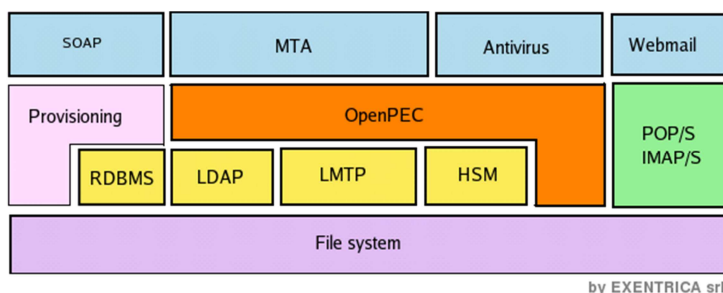 SOAP
MTA
Antivirus
Webmail
Provisioning
OpenPEC
POP/S
IMAP/S
RDBMS
LDAP
LMTP
HSM
File system
by EXENTRICA srl